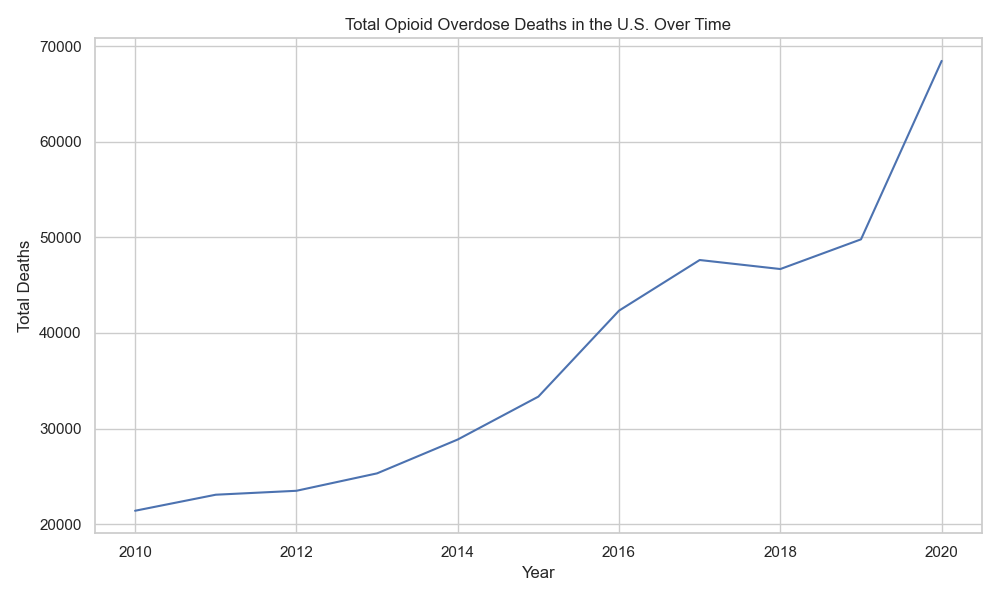 Total Opioid Overdose Deaths in the U.S. Over Time
70000
60000
50000
40000
30000
20000
Total Deaths
2010 2012 2014 2016 2018 2020
Year